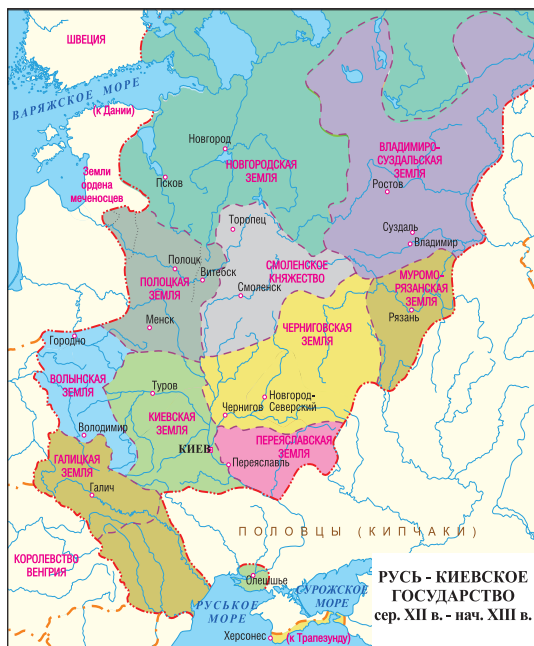 ШВЕЦИЯ
ВАРЯЖСКОЕ МОРЕ
(к Дании)
Земли
ордена
меченосцев
Новгород
НОВГОРОДСКАЯ
ЗЕМЛЯ
Псков
ВЛАДИМИРО-
СУЗДАЛЬСКАЯ
ЗЕМЛЯ
Ростов
Суздаль
Владимир
Торопец
СМОЛЕНСКОЕ
КНЯЖЕСТВО
Смоленск
Полоцк
Витебск
ПОЛОЦКАЯ
ЗЕМЛЯ
Менск
МУРОМО-
РЯЗАНСКАЯ
ЗЕМЛЯ
Рязань
ЧЕРНИГОВСКАЯ
ЗЕМЛЯ
Городно
ВОЛЫНСКАЯ
ЗЕМЛЯ
Володимир
Туров
КИЕВСКАЯ
ЗЕМЛЯ
КИЕВ
Новгород-
Северский
Чернигов
ПЕРЕЯСЛАВСКАЯ
ЗЕМЛЯ
Переяславль
ГАЛИЦКАЯ
ЗЕМЛЯ
Галич
ПОЛОВЦЫ (КИПЧАКИ)
КОРОЛЕВСТВО
ВЕНГРИЯ
Олешье
РУСЬКОЕ
МОРЕ
СУРОЖСКОЕ
МОРЕ
Херсонес
(к Трапезунду)
РУСЬ - КИЕВСКОЕ
ГОСУДАРСТВО
сер. XII в. - нач. XIII в.